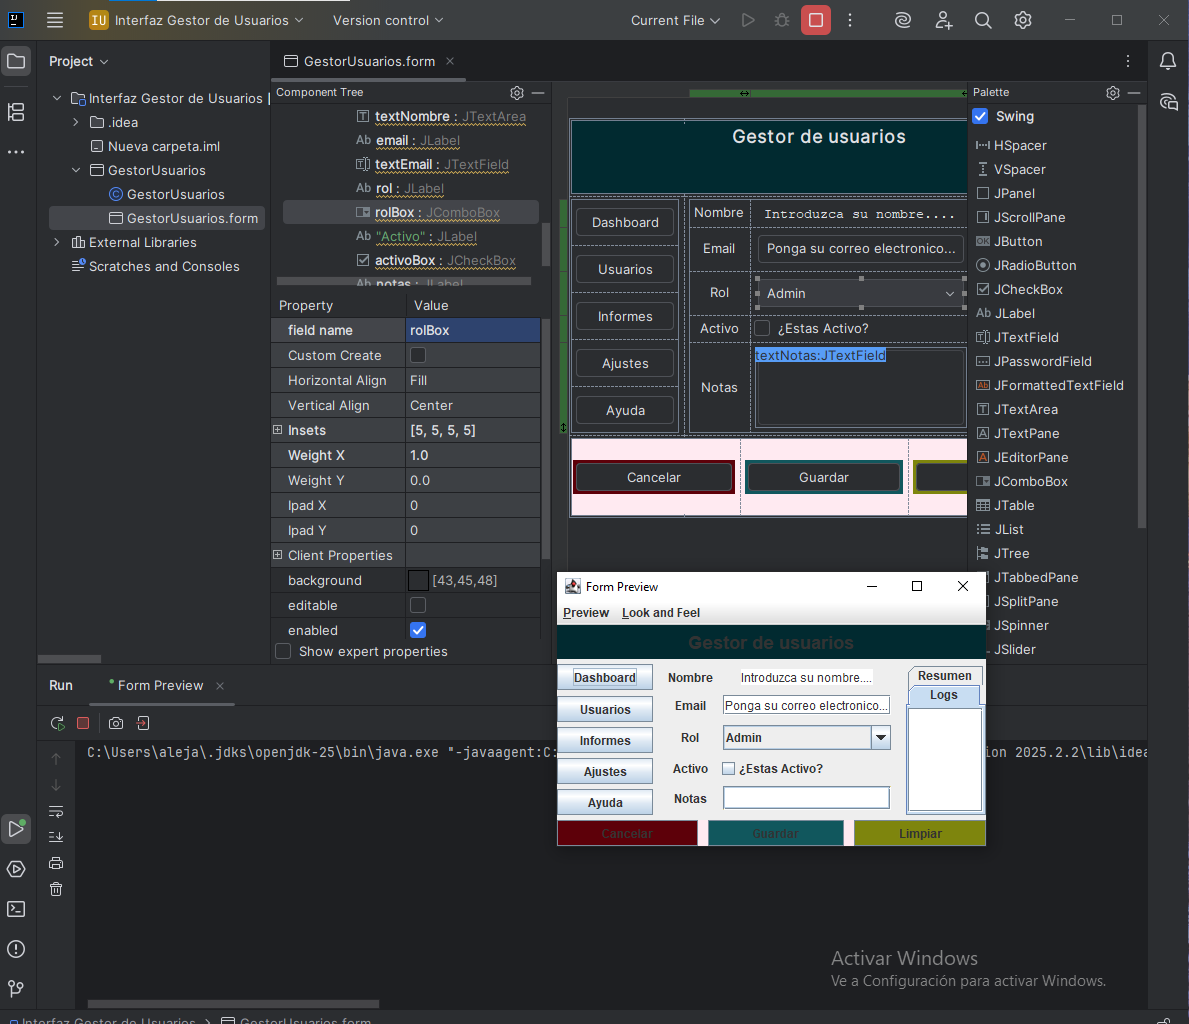 IU Interfaz Gestor de Usuarios
Version control
Current File
Project
GestorUsuarios.form
Interfaz Gestor de Usuarios
.idea
Nueva carpeta.iml
GestorUsuarios
GestorUsuarios
GestorUsuarios.form
External Libraries
Scratches and Consoles
Component Tree
textNombre : JTextArea
email : JLabel
textEmail : JTextField
rol : JLabel
rolBox : JComboBox
"Activo" : JLabel
activoBox : JCheckBox
notas : JLabel
Property Value
field name rolBox
Custom Create
Horizontal Align Fill
Vertical Align Center
Insets [5, 5, 5, 5]
Weight X 1.0
Weight Y 0.0
Ipad X 0
Ipad Y 0
Client Properties
background [43,45,48]
editable
enabled
Show expert properties
Gestor de usuarios
Dashboard
Usuarios
Informes
Ajustes
Ayuda
Nombre Introduzca su nombre....
Email Ponga su correo electronico...
Rol Admin
Activo ¿Estas Activo?
textNotas:JTextField
Notas
Cancelar
Guardar
Palette
Swing
HSpacer
VSpacer
JPanel
JScrollPane
JButton
JRadioButton
JCheckBox
JLabel
JTextField
JPasswordField
JFormattedTextField
JTextArea
JTextPane
JEditorPane
JComboBox
JTable
JList
JTree
JTabbedPane
JSplitPane
JSpinner
JSlider
Form Preview
Preview Look and Feel
Gestor de usuarios
Dashboard
Usuarios
Informes
Ajustes
Ayuda
Nombre Introduzca su nombre....
Email Ponga su correo electronico...
Rol Admin
Activo ¿Estas Activo?
Notas
Resumen
Logs
Cancelar
Guardar
Limpiar
Run
Form Preview
C:\Users\aleja\.jdks\openjdk-25\bin\java.exe "-javaagent:C: ion 2025.2.2\lib\idea
Activar Windows
Ve a Configuración para activar Windows.
Interfaz Gestor de Usuarios > GestorUsuarios.form